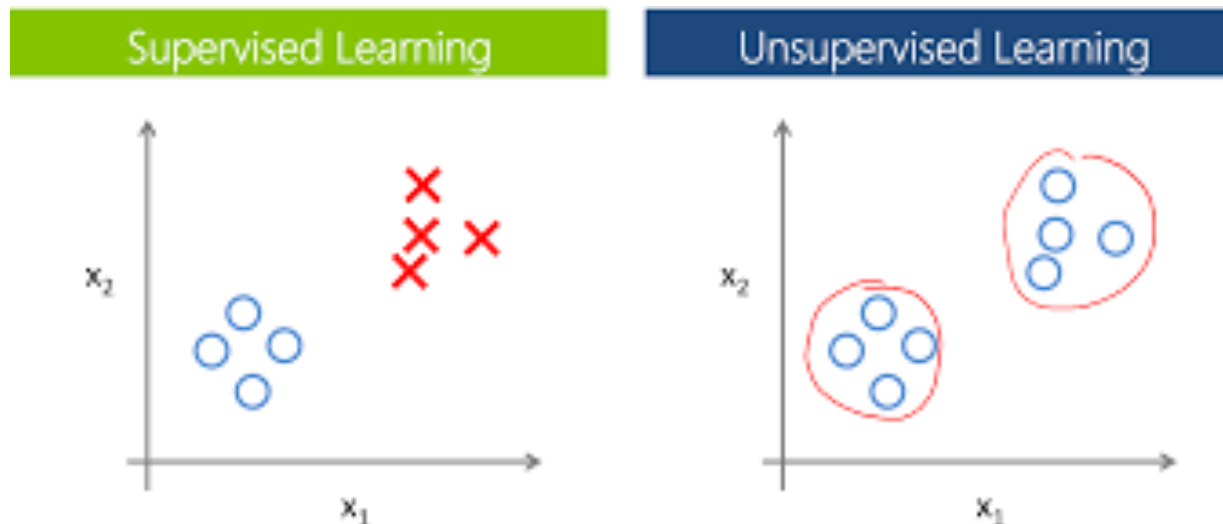 Supervised Learning
x₂
x₁
Unsupervised Learning
x₂
x₁